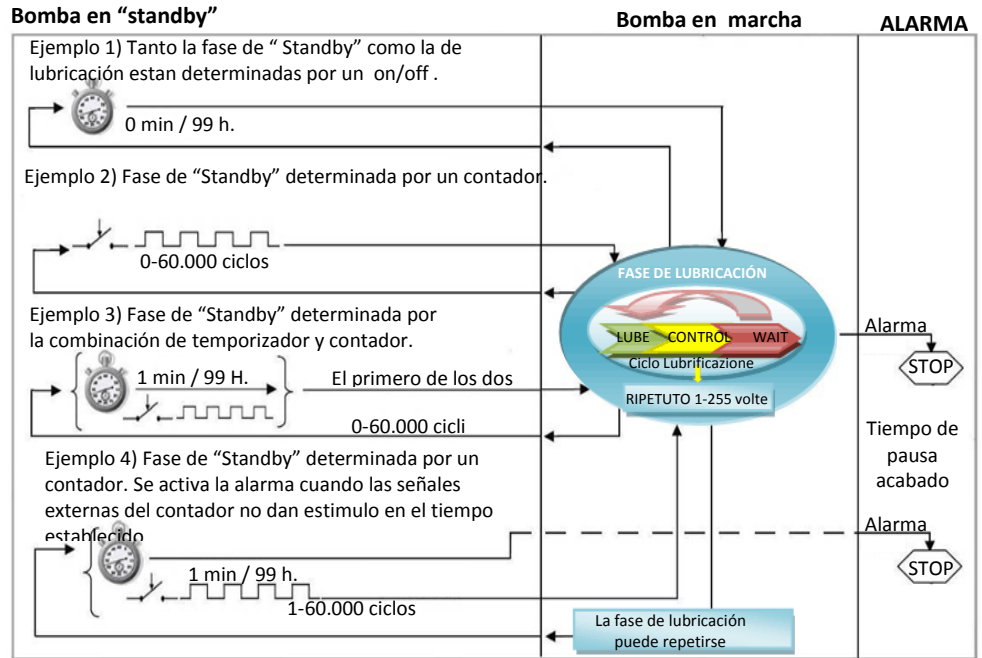 Bomba en “standby”
Bomba en marcha
ALARMA
Ejemplo 1) Tanto la fase de “ Standby” como la de
lubricación estan determinadas por un on/off .
0 min / 99 h.
Ejemplo 2) Fase de “Standby” determinada por un contador.
0-60.000 ciclos
FASE DE LUBRICACIÓN
LUBE CONTROL WAIT
Ciclo Lubrificazione
RIPETUTO 1-255 volte
Alarma
STOP
Ejemplo 3) Fase de “Standby” determinada por
la combinación de temporizador y contador.
1 min / 99 H.
El primero de los dos
0-60.000 cicli
Tiempo de
pausa
acabado
Ejemplo 4) Fase de “Standby” determinada por un
contador. Se activa la alarma cuando las señales
externas del contador no dan estimulo en el tiempo
establecido
Alarma
STOP
1 min / 99 h.
1-60.000 ciclos
La fase de lubricación
puede repetirse